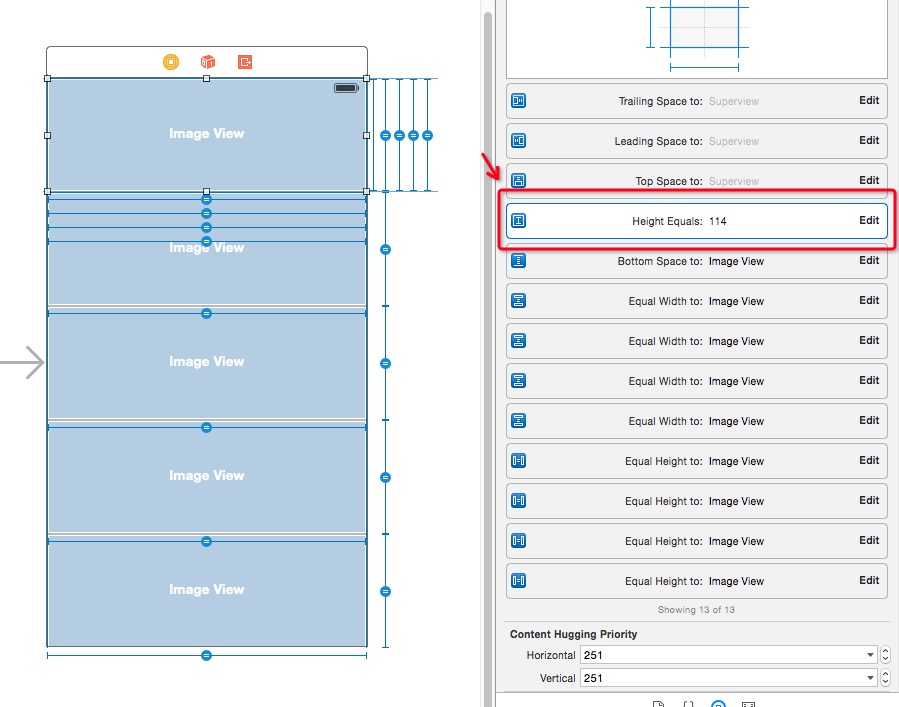 Image View
Image View
Image View
Image View
Image View
Trailing Space to: Superview Edit
Leading Space to: Superview Edit
Top Space to: Superview Edit
Height Equals: 114 Edit
Bottom Space to: Image View Edit
Equal Width to: Image View Edit
Equal Width to: Image View Edit
Equal Width to: Image View Edit
Equal Width to: Image View Edit
Equal Height to: Image View Edit
Equal Height to: Image View Edit
Equal Height to: Image View Edit
Equal Height to: Image View Edit
Showing 13 of 13
Content Hugging Priority
Horizontal 251
Vertical 251